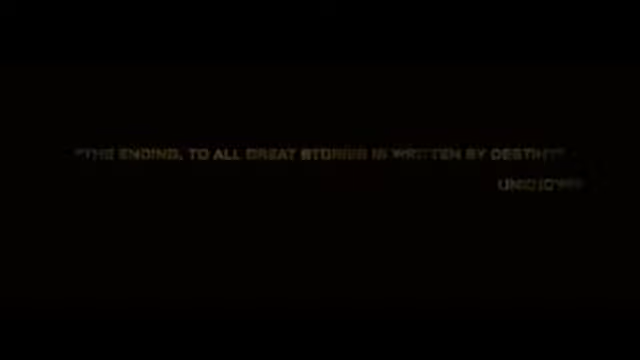 "THE ENDING, TO ALL GREAT STORIES IS WRITTEN BY DESTINY" -
UNKNOWN